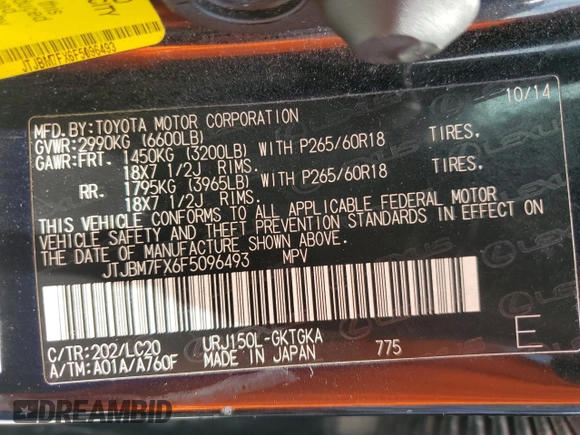 CITY
this
JTJBM7FX6F5096493
MFD.BY:TOYOTA MOTOR CORPORATION 10/14
GVWR:2990KG (6600LB)
GAWR:FRT. 1450KG (3200LB) WITH P265/60R18 TIRES.
18X7 1/2J RIMS.
RR. 1795KG (3965LB) WITH P265/60R18 TIRES.
18X7 1/2J RIMS.
THIS VEHICLE CONFORMS TO ALL APPLICABLE FEDERAL MOTOR
VEHICLE SAFETY AND THEFT PREVENTION STANDARDS IN EFFECT ON
THE DATE OF MANUFACTURE SHOWN ABOVE.
JTJBM7FX6F5096493 MPV
C/TR:202/LC20 URJ150L-GKTGKA
A/TM:A01A/A760F MADE IN JAPAN 775 E
LEXUS
DREAMBID